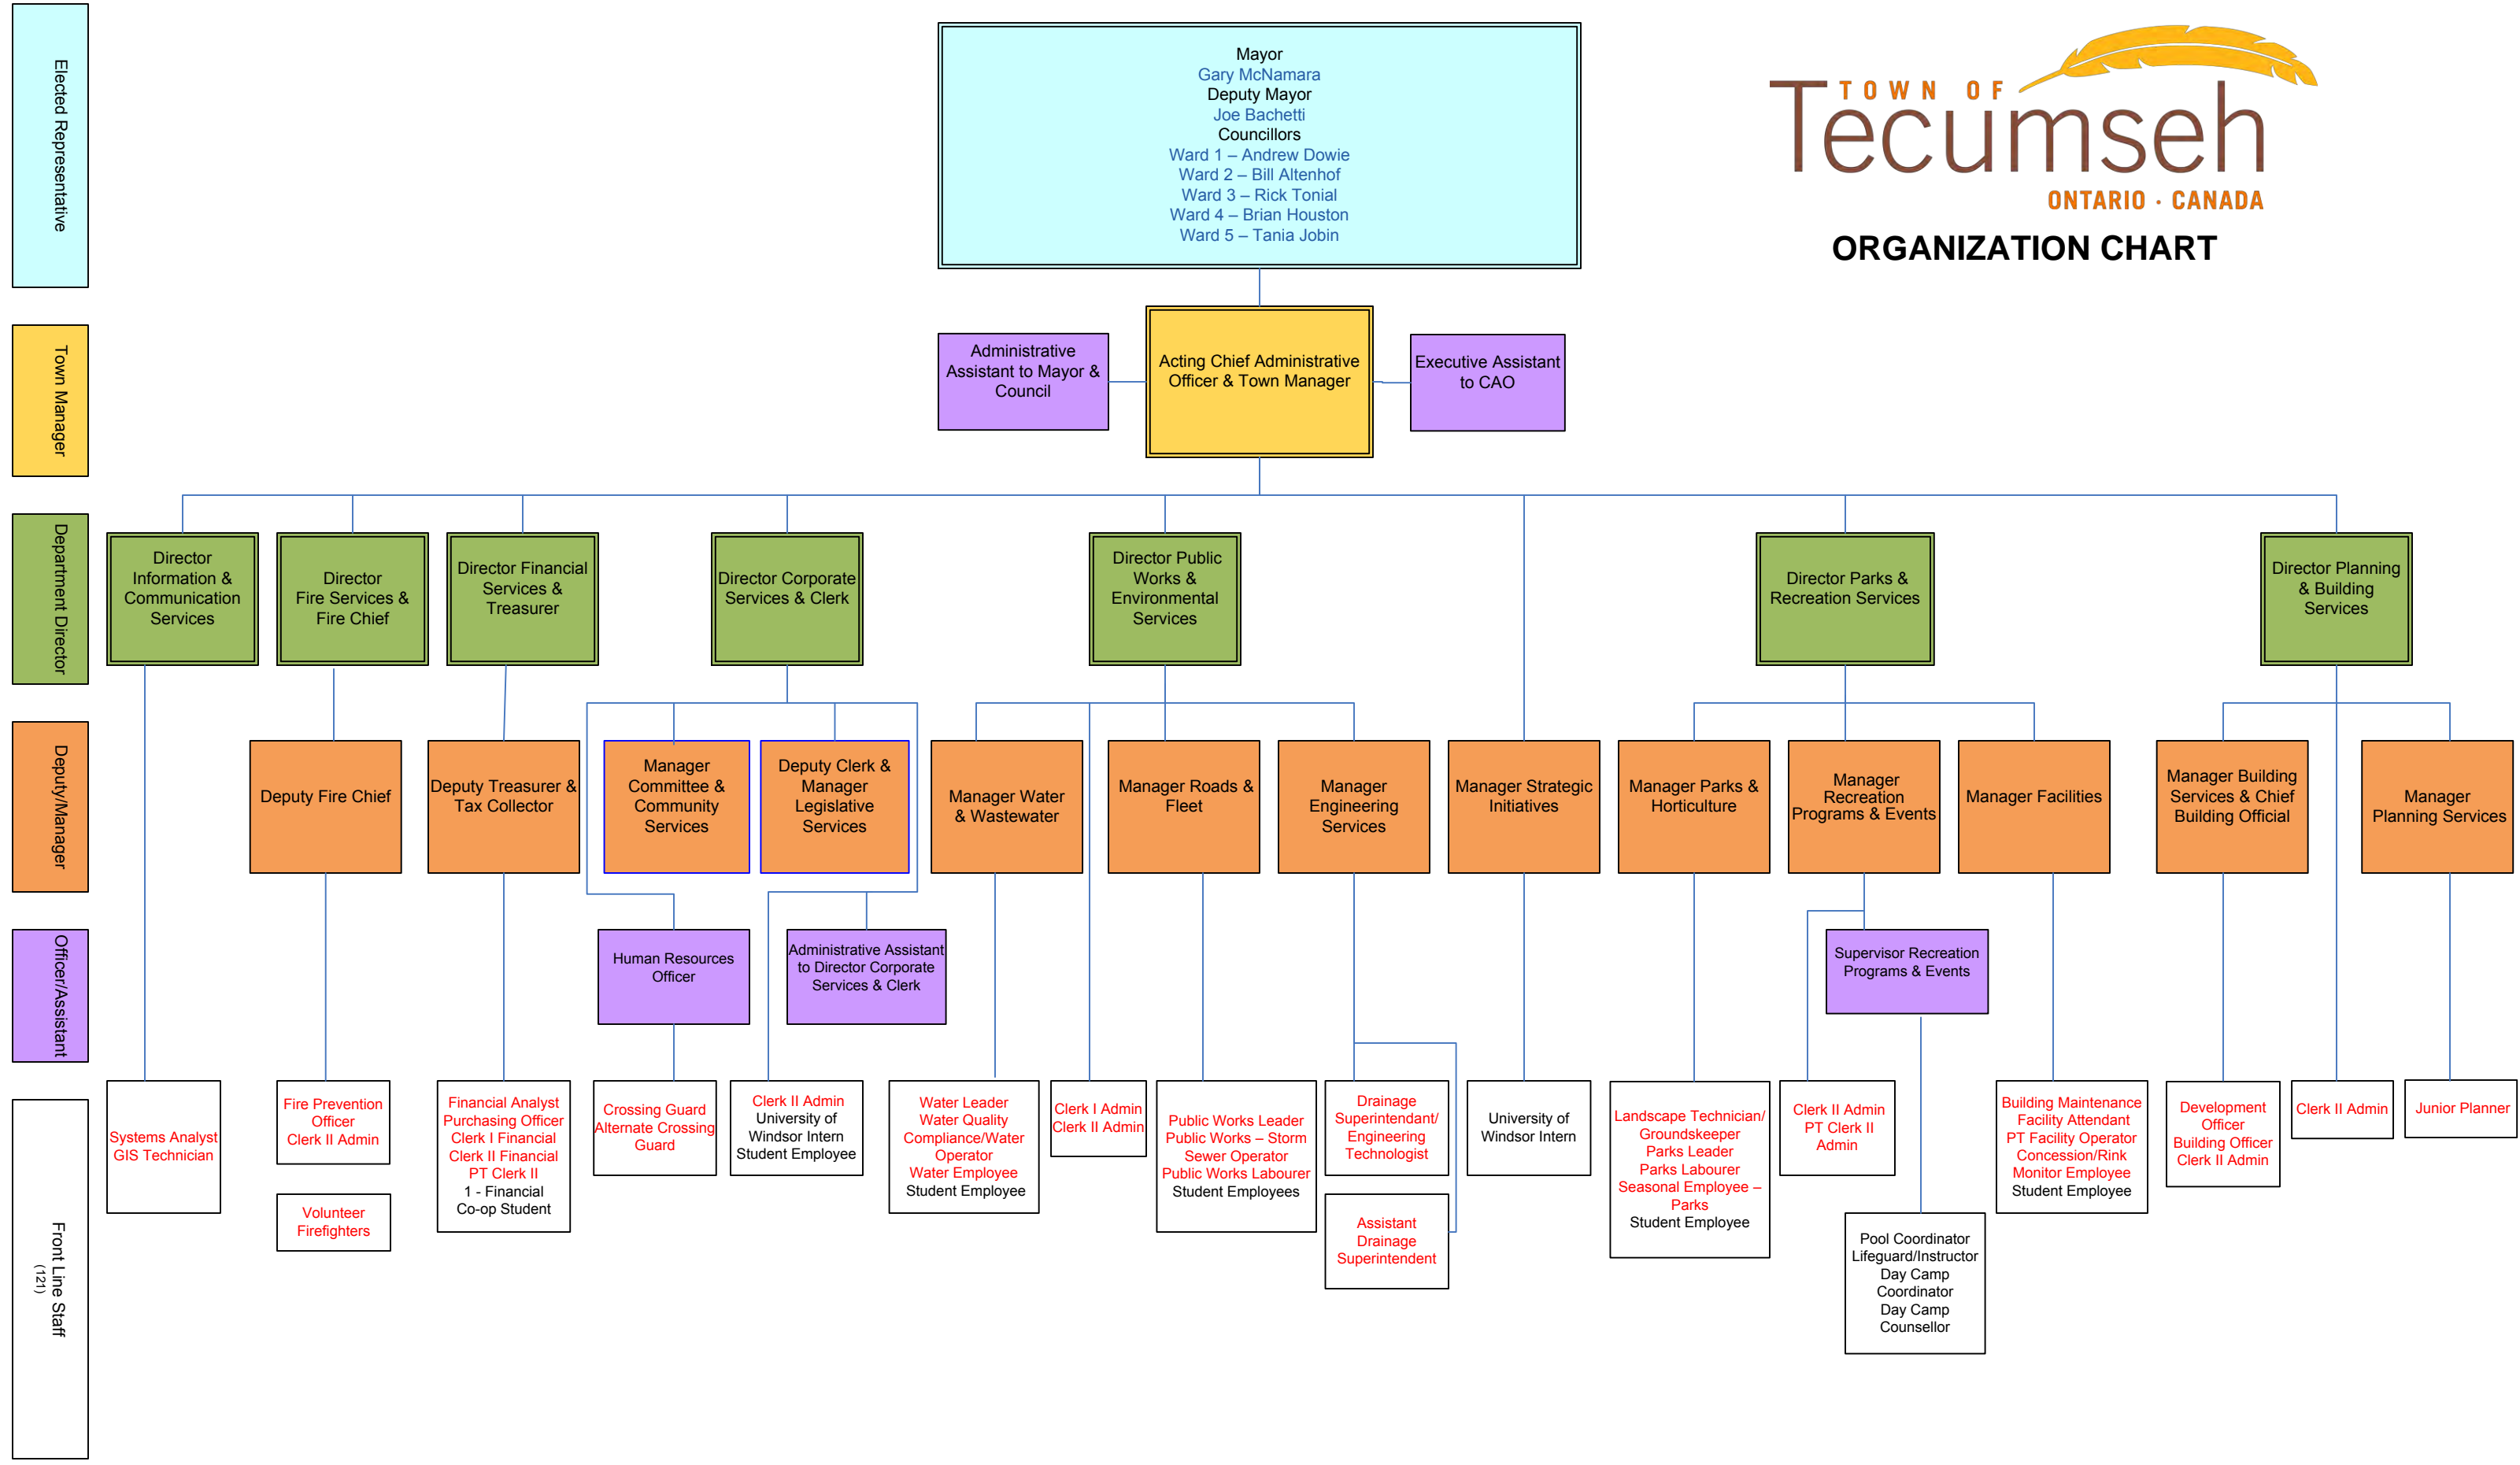 Elected Representative
Mayor
Gary McNamara
Deputy Mayor
Joe Bachetti
Councillors
Ward 1 – Andrew Dowie
Ward 2 – Bill Altenhof
Ward 3 – Rick Tonial
Ward 4 – Brian Houston
Ward 5 – Tania Jobin
TOWN OF
Tecumseh
ONTARIO · CANADA
ORGANIZATION CHART
Town Manager
Administrative
Assistant to Mayor &
Council
Acting Chief Administrative
Officer & Town Manager
Executive Assistant
to CAO
Department Director
Director
Information &
Communication
Services
Director
Fire Services &
Fire Chief
Director Financial
Services &
Treasurer
Director Corporate
Services & Clerk
Director Public
Works &
Environmental
Services
Director Parks &
Recreation Services
Director Planning
& Building
Services
Deputy/Manager
Deputy Fire Chief
Deputy Treasurer &
Tax Collector
Manager
Committee &
Community
Services
Deputy Clerk &
Manager
Legislative
Services
Manager Water
& Wastewater
Manager Roads &
Fleet
Manager
Engineering
Services
Manager Strategic
Initiatives
Manager Parks &
Horticulture
Manager
Recreation
Programs & Events
Manager Facilities
Manager Building
Services & Chief
Building Official
Manager
Planning Services
Officer/Assistant
Human Resources
Officer
Administrative Assistant
to Director Corporate
Services & Clerk
Supervisor Recreation
Programs & Events
Front Line Staff
(121)
Systems Analyst
GIS Technician
Fire Prevention
Officer
Clerk II Admin
Volunteer
Firefighters
Financial Analyst
Purchasing Officer
Clerk I Financial
Clerk II Financial
PT Clerk II
1 - Financial
Co-op Student
Crossing Guard
Alternate Crossing
Guard
Clerk II Admin
University of
Windsor Intern
Student Employee
Water Leader
Water Quality
Compliance/Water
Operator
Water Employee
Student Employee
Clerk I Admin
Clerk II Admin
Public Works Leader
Public Works – Storm
Sewer Operator
Public Works Labourer
Student Employees
Drainage
Superintendant/
Engineering
Technologist
Assistant
Drainage
Superintendent
University of
Windsor Intern
Landscape Technician/
Groundskeeper
Parks Leader
Parks Labourer
Seasonal Employee –
Parks
Student Employee
Clerk II Admin
PT Clerk II
Admin
Pool Coordinator
Lifeguard/Instructor
Day Camp
Coordinator
Day Camp
Counsellor
Building Maintenance
Facility Attendant
PT Facility Operator
Concession/Rink
Monitor Employee
Student Employee
Development
Officer
Building Officer
Clerk II Admin
Clerk II Admin
Junior Planner